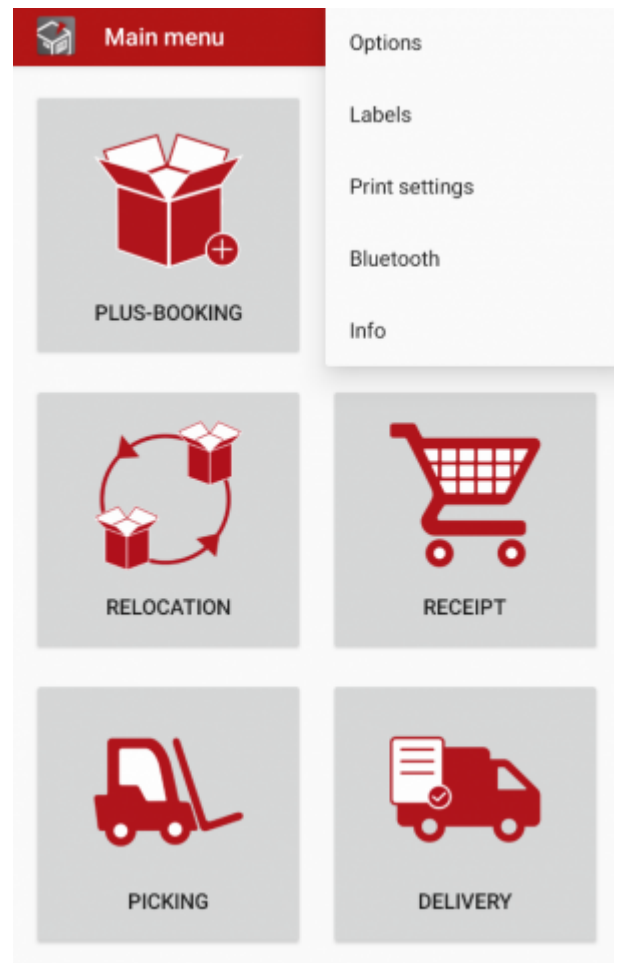 Main menu
Options
Labels
Print settings
Bluetooth
Info
PLUS-BOOKING
RELOCATION
RECEIPT
PICKING
DELIVERY